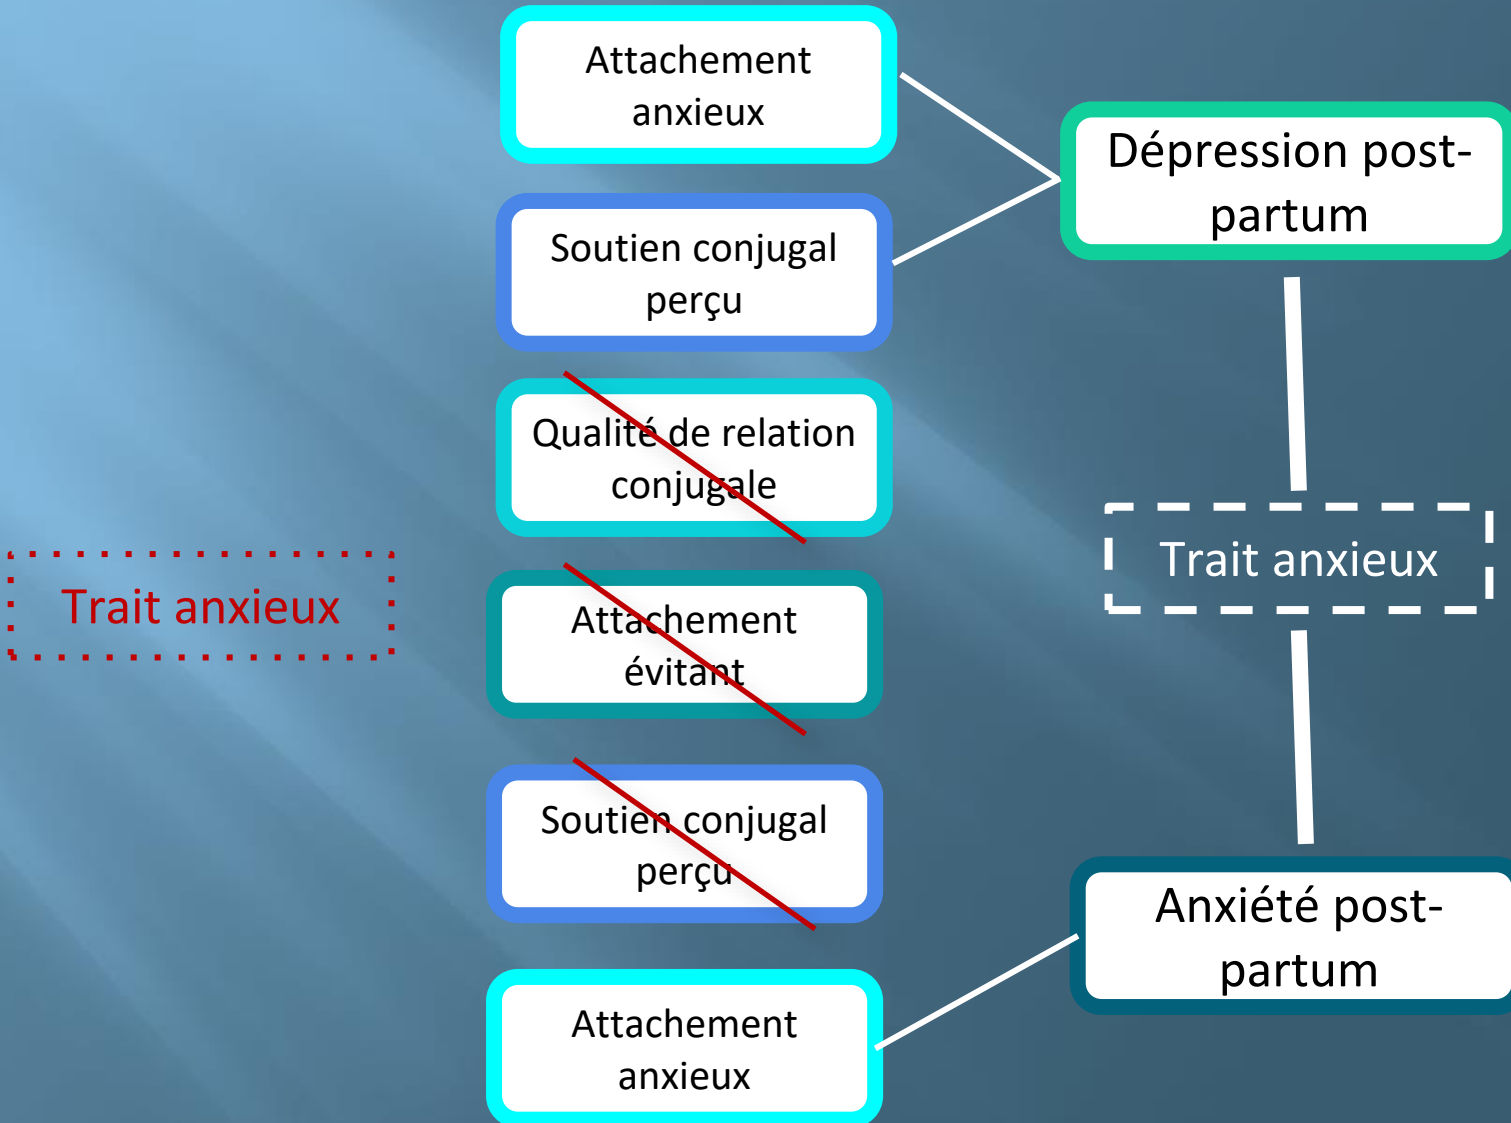 Attachement
anxieux
Dépression post-
partum
Soutien conjugal
perçu
Qualité de relation
conjugale
Trait anxieux
Trait anxieux
Attachement
évitant
Soutien conjugal
perçu
Anxiété post-
partum
Attachement
anxieux